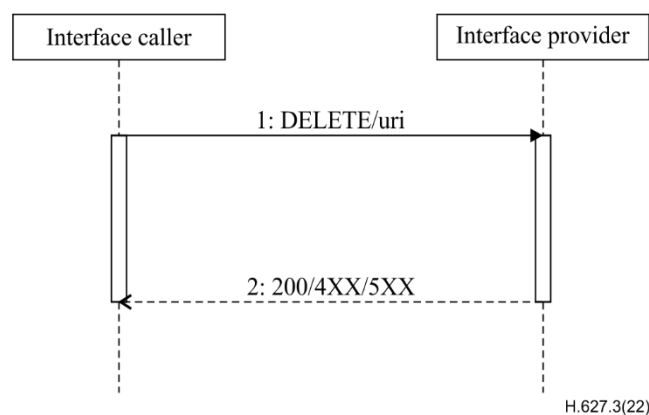 Interface caller
Interface provider
1: DELETE/uri
2: 200/4XX/5XX
H.627.3(22)